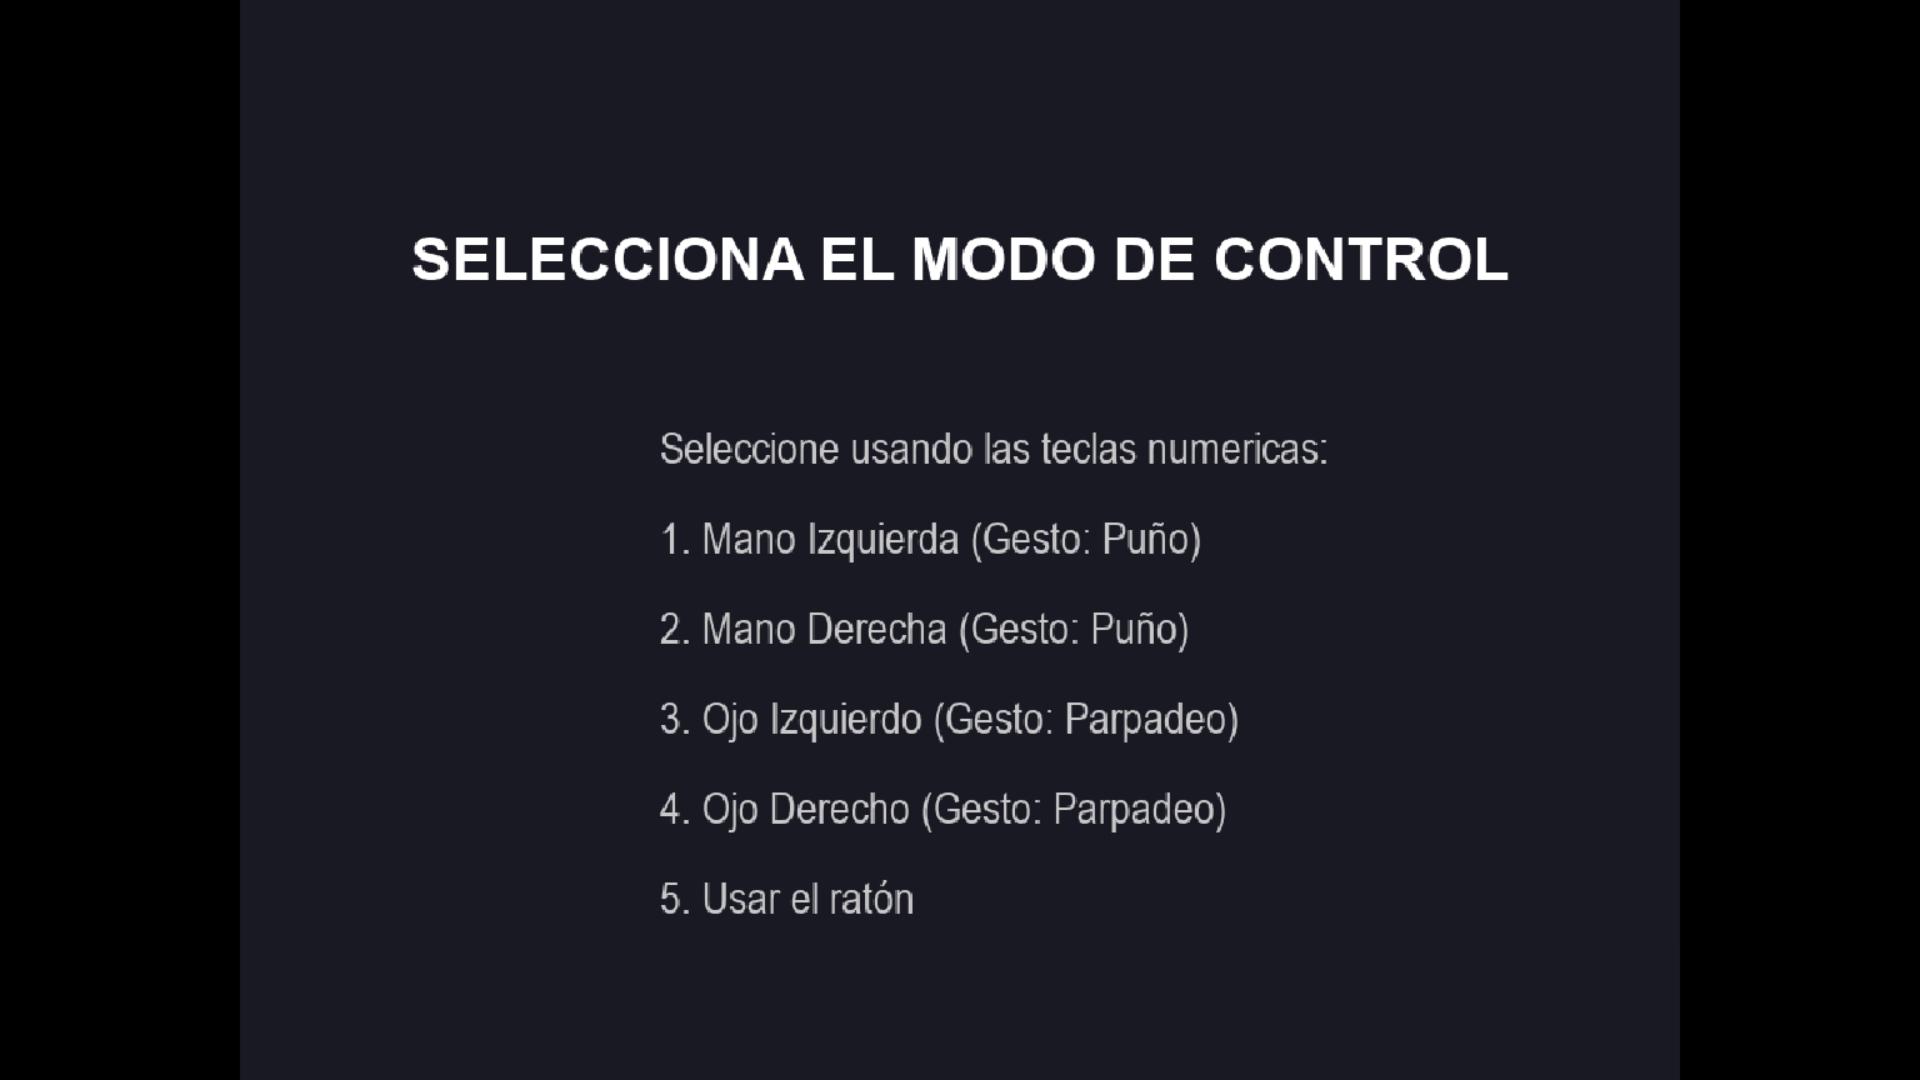 SELECCIONA EL MODO DE CONTROL
Seleccione usando las teclas numericas:
1. Mano Izquierda (Gesto: Puño)
2. Mano Derecha (Gesto: Puño)
3. Ojo Izquierdo (Gesto: Parpadeo)
4. Ojo Derecho (Gesto: Parpadeo)
5. Usar el ratón